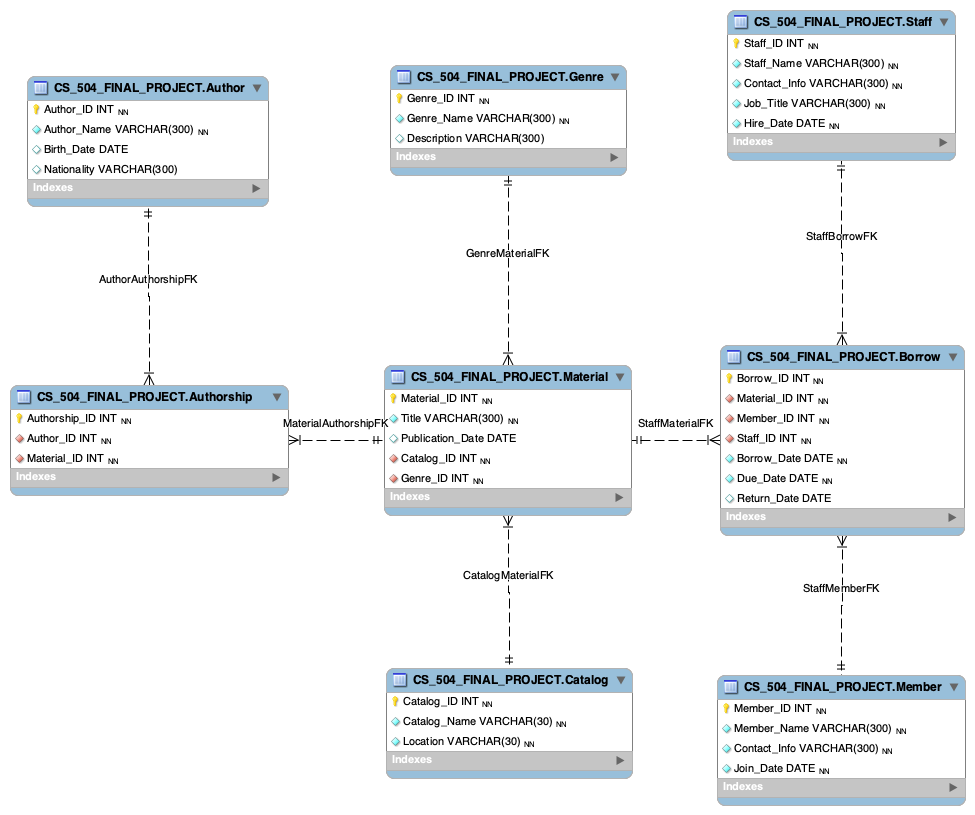 CS_504_FINAL_PROJECT.Author
Author_ID INT NN
Author_Name VARCHAR(300) NN
Birth_Date DATE
Nationality VARCHAR(300)
Indexes
CS_504_FINAL_PROJECT.Genre
Genre_ID INT NN
Genre_Name VARCHAR(300) NN
Description VARCHAR(300)
Indexes
CS_504_FINAL_PROJECT.Staff
Staff_ID INT NN
Staff_Name VARCHAR(300) NN
Contact_Info VARCHAR(300) NN
Job_Title VARCHAR(300) NN
Hire_Date DATE NN
Indexes
AuthorAuthorshipFK
GenreMaterialFK
StaffBorrowFK
CS_504_FINAL_PROJECT.Authorship
Authorship_ID INT NN
Author_ID INT NN
Material_ID INT NN
Indexes
MaterialAuthorshipFK
CS_504_FINAL_PROJECT.Material
Material_ID INT NN
Title VARCHAR(300) NN
Publication_Date DATE
Catalog_ID INT NN
Genre_ID INT NN
Indexes
StaffMaterialFK
CS_504_FINAL_PROJECT.Borrow
Borrow_ID INT NN
Material_ID INT NN
Member_ID INT NN
Staff_ID INT NN
Borrow_Date DATE NN
Due_Date DATE NN
Return_Date DATE
Indexes
CatalogMaterialFK
StaffMemberFK
CS_504_FINAL_PROJECT.Catalog
Catalog_ID INT NN
Catalog_Name VARCHAR(30) NN
Location VARCHAR(30) NN
Indexes
CS_504_FINAL_PROJECT.Member
Member_ID INT NN
Member_Name VARCHAR(300) NN
Contact_Info VARCHAR(300) NN
Join_Date DATE NN
Indexes